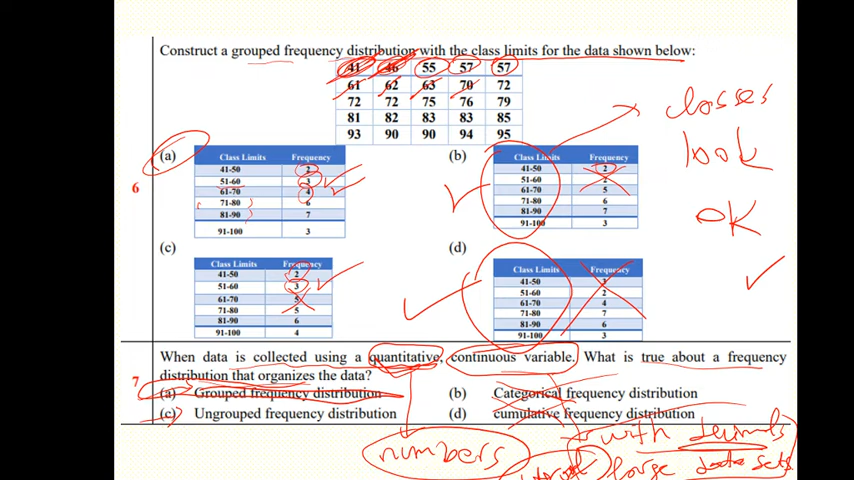 Construct a grouped frequency distribution with the class limits for the data shown below:
41 46 55 57 57
61 62 63 70 72
72 72 75 76 79
81 82 83 83 85
93 90 90 94 95
losses
look
OK
6
(a)
Class Limits Frequency
41-50 2
51-60 3
61-70 4
71-80 6
81-90 7
91-100 3
(b)
Class Limits Frequency
41-50 2
51-60 2
61-70 5
71-80 6
81-90 7
91-100 3
(c)
Class Limits Frequency
41-50 2
51-60 3
61-70 5
71-80 5
81-90 6
91-100 4
(d)
Class Limits Frequency
41-50
51-60 2
61-70 4
71-80 7
81-90 6
91-100 3
7
When data is collected using a quantitative, continuous variable. What is true about a frequency
distribution that organizes the data?
(a) Grouped frequency distribution
(b) Categorical frequency distribution
(c) Ungrouped frequency distribution
(d) cumulative frequency distribution
numbers
with decimals
large data sets